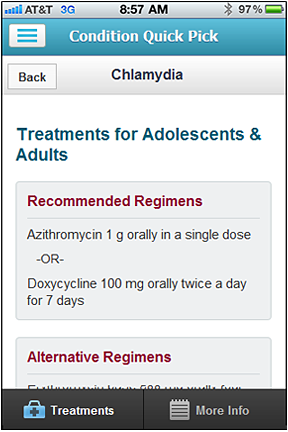 AT&T 3G 8:57 AM 97%
Condition Quick Pick
Back Chlamydia
Treatments for Adolescents &
Adults
Recommended Regimens
Azithromycin 1 g orally in a single dose
-OR-
Doxycycline 100 mg orally twice a day
for 7 days
Alternative Regimens
Treatments More Info